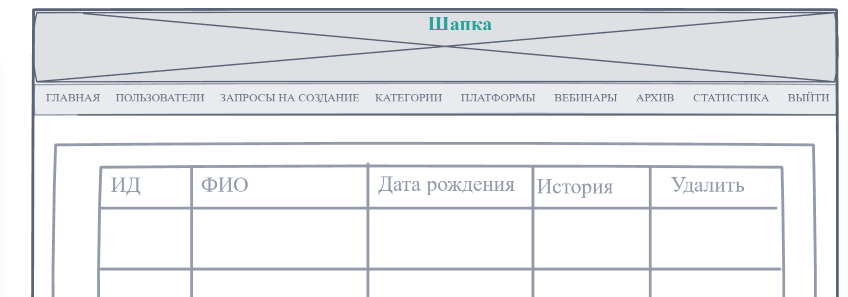 Шапка
ГЛАВНАЯ ПОЛЬЗОВАТЕЛИ ЗАПРОСЫ НА СОЗДАНИЕ КАТЕГОРИИ ПЛАТФОРМЫ ВЕБИНАРЫ АРХИВ СТАТИСТИКА ВЫЙТИ
ИД ФИО Дата рождения История Удалить